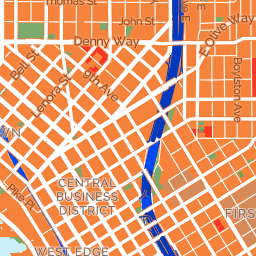 Thomas St
John St
Denny Way
E Olive Way
Bell St
Lenora St
9th Ave
Boylston Ave
Pike Pl
CENTRAL
BUSINESS
DISTRICT
FIRS
WEST EDGE